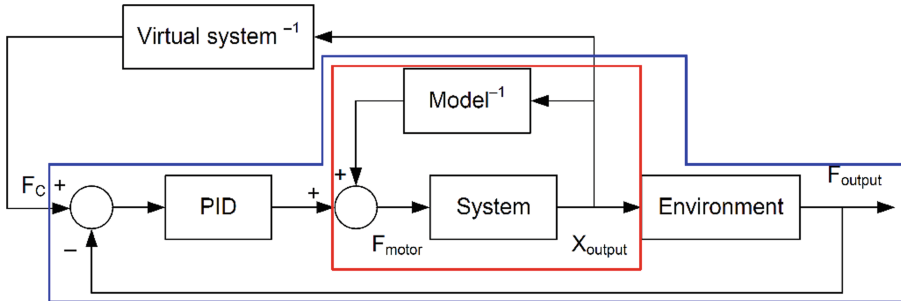 Virtual system ⁻¹
Model⁻¹
F_C
+
+
+
PID
System
Environment
F_output
−
F_motor
X_output